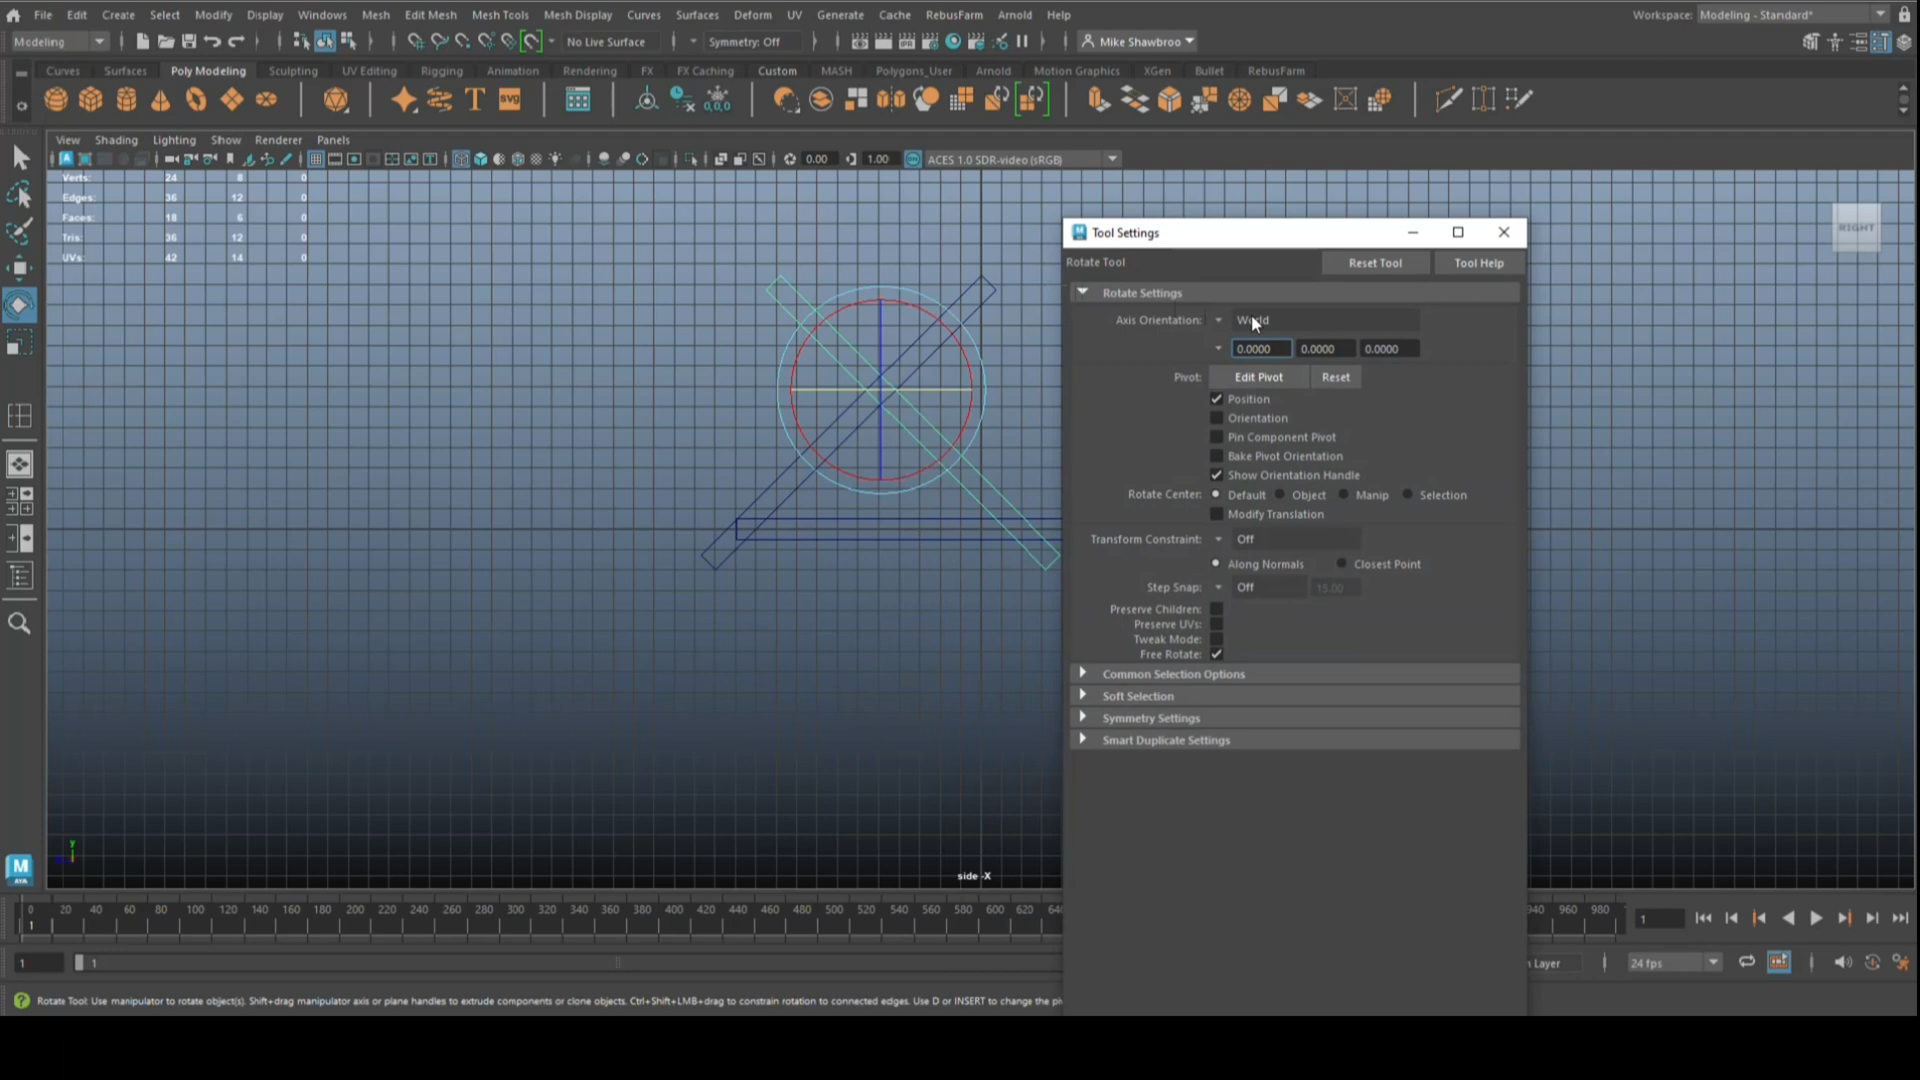 File Edit Create Select Modify Display Windows Mesh Edit Mesh Mesh Tools Mesh Display Curves Surfaces Deform UV Generate Cache RebusFarm Arnold Help Workspace: Modeling - Standard*
Modeling No Live Surface Symmetry: Off Mike Shawbroo
Curves Surfaces Poly Modeling Sculpting UV Editing Rigging Animation Rendering FX FX Caching Custom MASH Polygons_User Arnold Motion Graphics XGen Bullet RebusFarm
T SVG 0,0,0
View Shading Lighting Show Renderer Panels
0.00 1.00 ACES 1.0 SDR-video (sRGB)
Verts: 24 8 0
Edges: 36 12 0
Faces: 18 6 0
Tris: 36 12 0
UVs: 42 14 0
RIGHT
Tool Settings
Rotate Tool Reset Tool Tool Help
Rotate Settings
Axis Orientation: World
0.0000 0.0000 0.0000
Pivot: Edit Pivot Reset
Position
Orientation
Pin Component Pivot
Bake Pivot Orientation
Show Orientation Handle
Rotate Center: Default Object Manip Selection
Modify Translation
Transform Constraint: Off
Along Normals Closest Point
Step Snap: Off 15.00
Preserve Children:
Preserve UVs:
Tweak Mode:
Free Rotate:
Common Selection Options
Soft Selection
Symmetry Settings
Smart Duplicate Settings
y
side -X
M
0 20 40 60 80 100 120 140 160 180 200 220 240 260 280 300 320 340 360 380 400 420 440 460 480 500 520 540 560 580 600 620 940 960 980
1 1
1 1 Layer 24 fps
Rotate Tool: Use manipulator to rotate object(s). Shift+drag manipulator axis or plane handles to extrude components or clone objects. Ctrl+Shift+LMB+drag to constrain rotation to connected edges. Use D or INSERT to change the